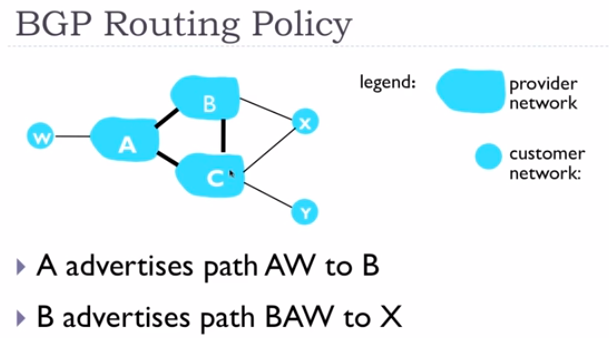 BGP Routing Policy
legend:
provider
network
customer
network:
W
A
B
C
X
Y
A advertises path AW to B
B advertises path BAW to X